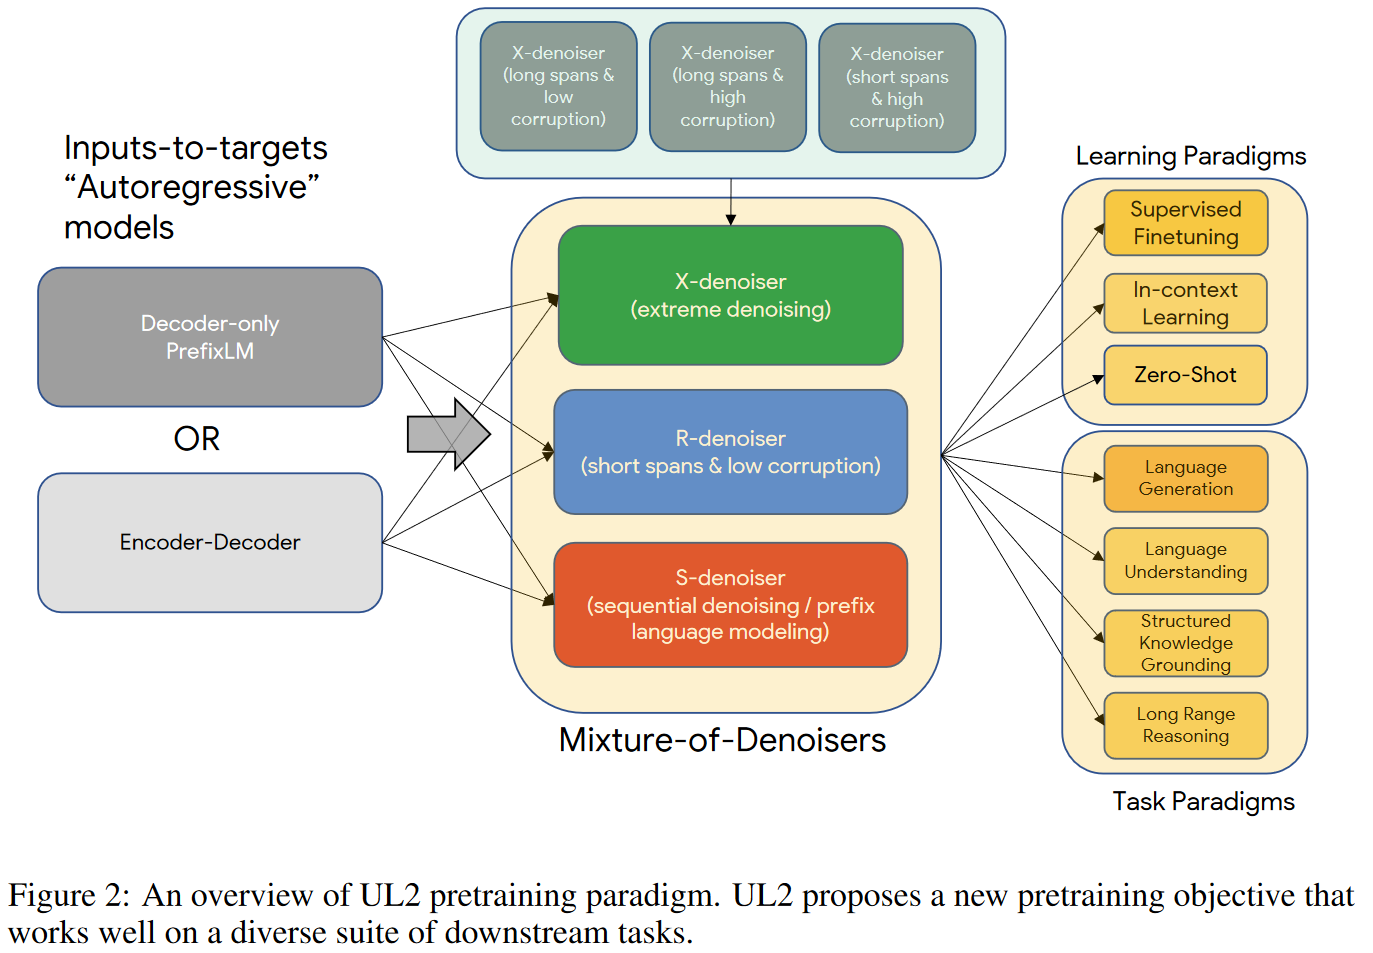 X-denoiser
(long spans &
low
corruption)
X-denoiser
(long spans &
high
corruption)
X-denoiser
(short spans
& high
corruption)
Inputs-to-targets
“Autoregressive”
models
Decoder-only
PrefixLM
OR
Encoder-Decoder
X-denoiser
(extreme denoising)
R-denoiser
(short spans & low corruption)
S-denoiser
(sequential denoising / prefix
language modeling)
Mixture-of-Denoisers
Learning Paradigms
Supervised
Finetuning
In-context
Learning
Zero-Shot
Language
Generation
Language
Understanding
Structured
Knowledge
Grounding
Long Range
Reasoning
Task Paradigms
Figure 2: An overview of UL2 pretraining paradigm. UL2 proposes a new pretraining objective that
works well on a diverse suite of downstream tasks.